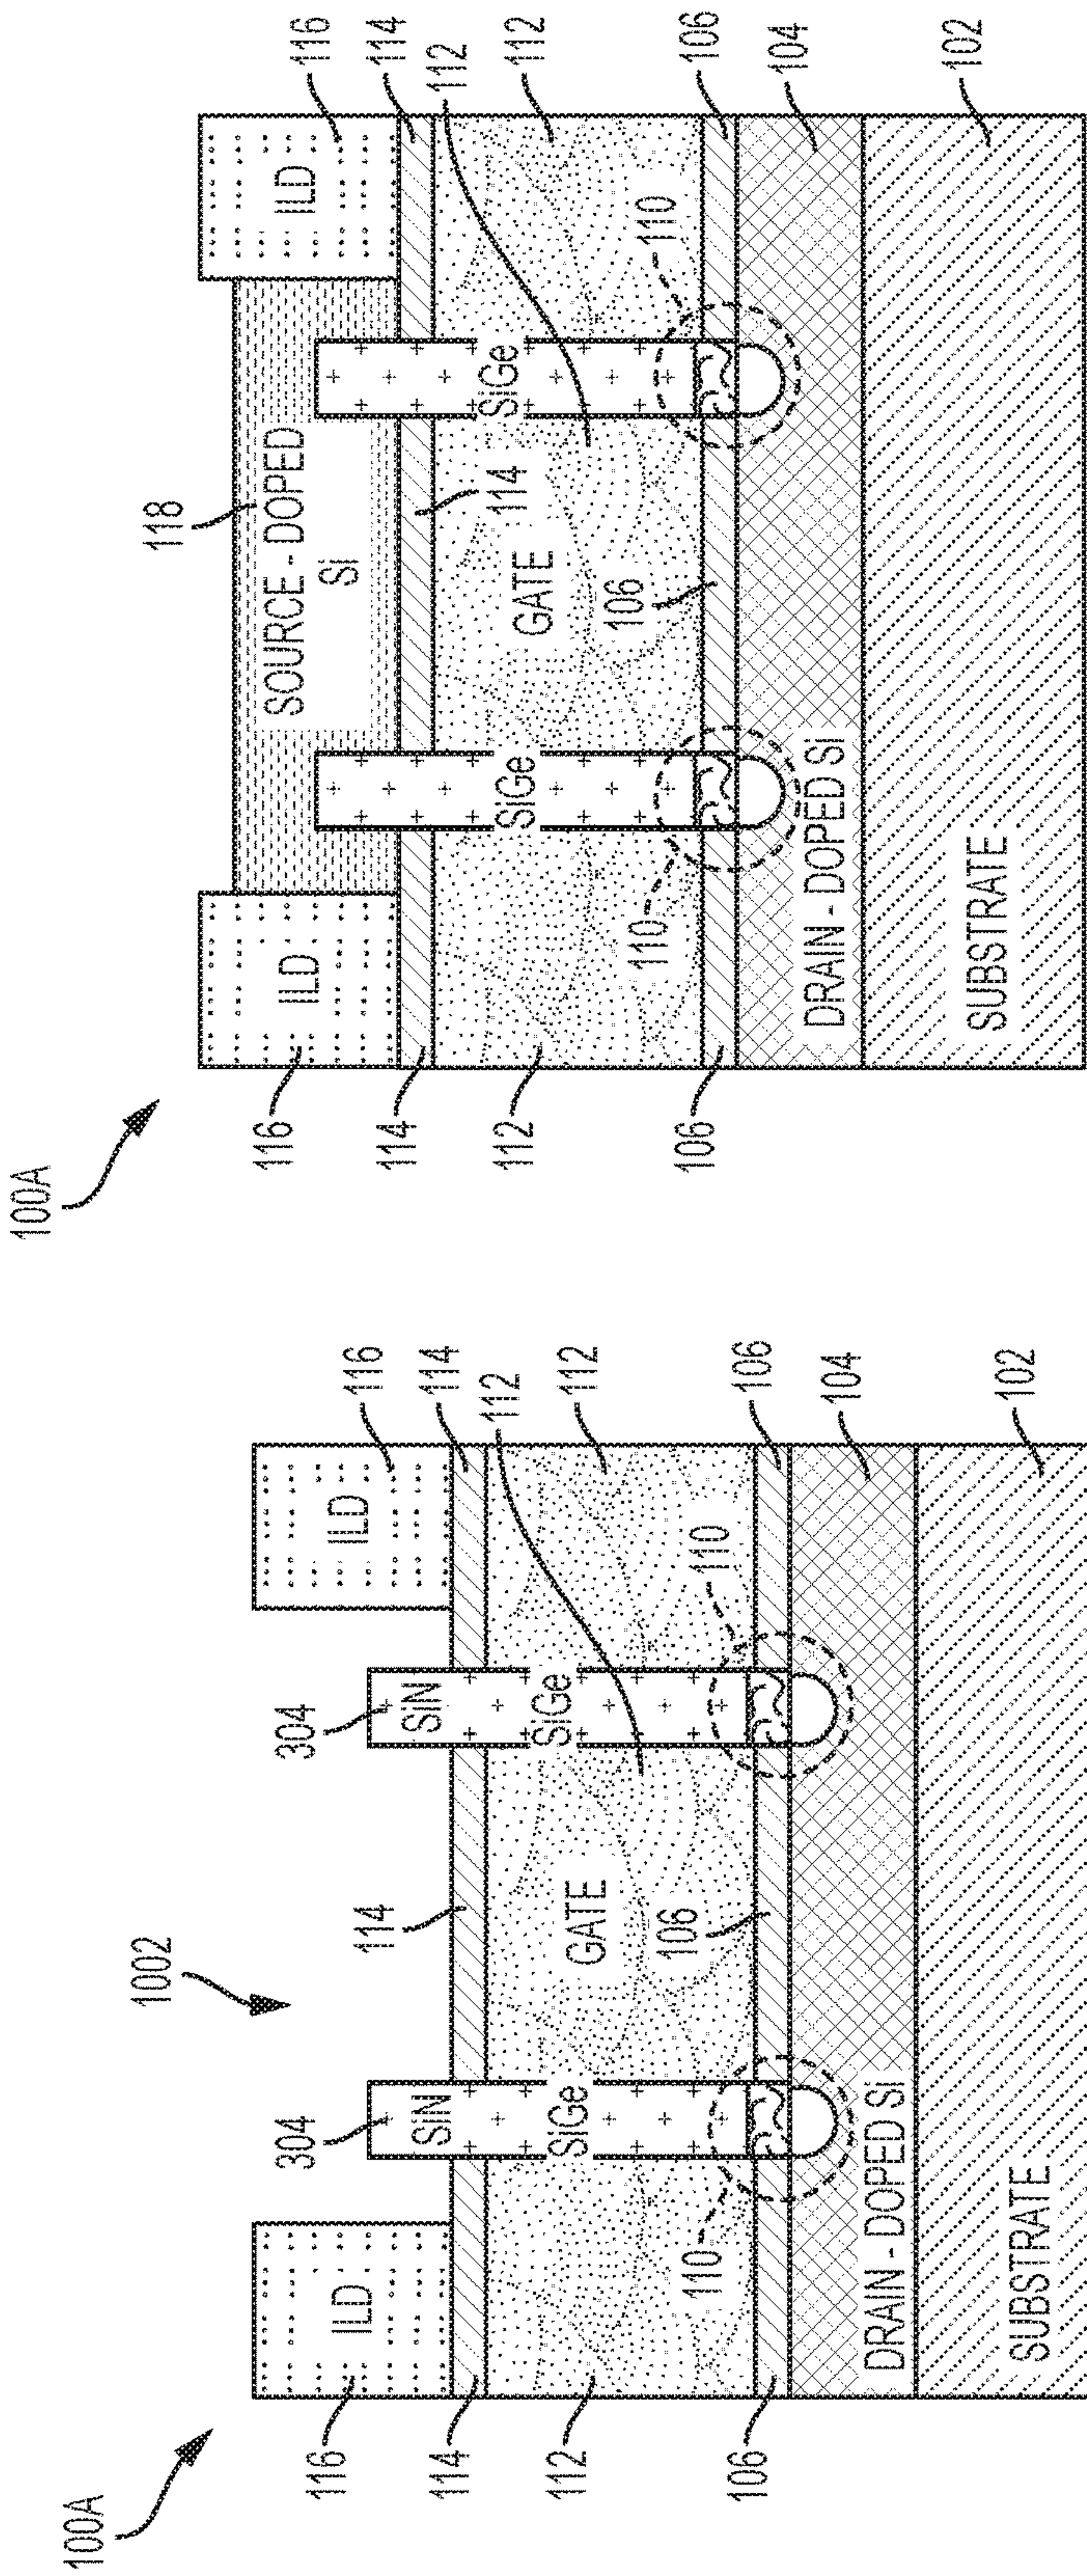 100A
1002
304
304
114
116
ILD
SiN
SiN
ILD
116
114
114
112
112
SiGe
GATE
SiGe
112
106
110
106
110
106
104
DRAIN - DOPED Si
SUBSTRATE
102
100A
118
116
ILD
SOURCE - DOPED
Si
ILD
116
114
114
114
112
112
SiGe
GATE
SiGe
112
106
110
106
110
106
104
DRAIN - DOPED Si
SUBSTRATE
102